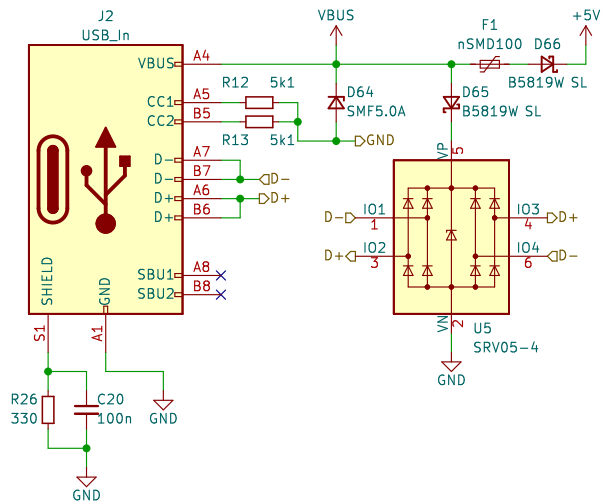 J2
USB_In
VBUS
F1
nSMD100
D66
B5819W SL
+5V
VBUS
A4
CC1
A5
CC2
B5
R12
5k1
R13
5k1
D64
SMF5.0A
GND
D65
B5819W SL
D-
A7
D-
B7
D-
D+
A6
D+
D+
B6
SBU1
A8
SBU2
B8
SHIELD
GND
S1
A1
VP
5
D-
IO1
1
IO3
4
D+
D+
IO2
3
IO4
6
D-
VN
2
U5
SRV05-4
GND
R26
330
C20
100n
GND
GND